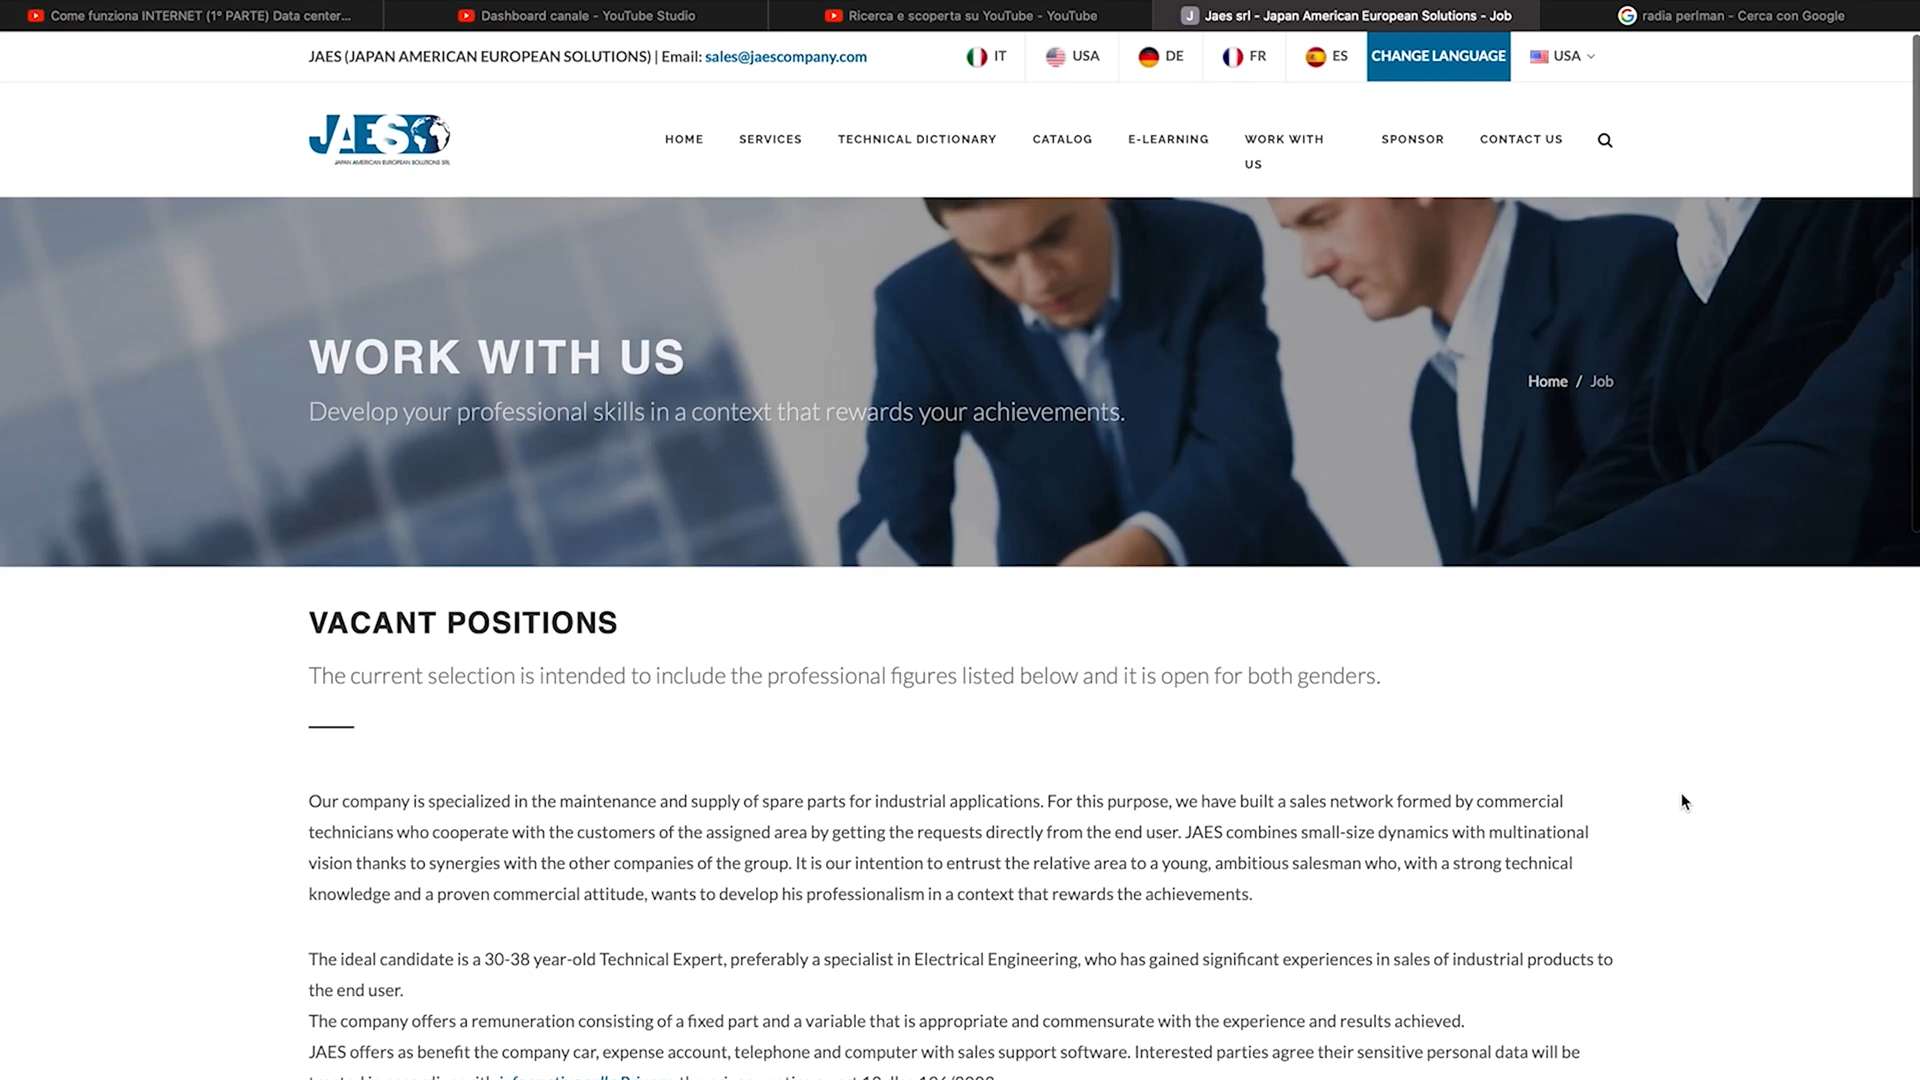 Come funziona INTERNET (1º PARTE) Data center...
Dashboard canale - YouTube Studio
Ricerca e scoperta su YouTube - YouTube
J Jaes srl - Japan American European Solutions - Job
radia perlman - Cerca con Google
JAES (JAPAN AMERICAN EUROPEAN SOLUTIONS) | Email: sales@jaescompany.com
IT
USA
DE
FR
ES
CHANGE LANGUAGE
USA
JAES
JAPAN AMERICAN EUROPEAN SOLUTIONS SRL
HOME
SERVICES
TECHNICAL DICTIONARY
CATALOG
E-LEARNING
WORK WITH
US
SPONSOR
CONTACT US
WORK WITH US
Develop your professional skills in a context that rewards your achievements.
Home / Job
VACANT POSITIONS
The current selection is intended to include the professional figures listed below and it is open for both genders.
Our company is specialized in the maintenance and supply of spare parts for industrial applications. For this purpose, we have built a sales network formed by commercial
technicians who cooperate with the customers of the assigned area by getting the requests directly from the end user. JAES combines small-size dynamics with multinational
vision thanks to synergies with the other companies of the group. It is our intention to entrust the relative area to a young, ambitious salesman who, with a strong technical
knowledge and a proven commercial attitude, wants to develop his professionalism in a context that rewards the achievements.
The ideal candidate is a 30-38 year-old Technical Expert, preferably a specialist in Electrical Engineering, who has gained significant experiences in sales of industrial products to
the end user.
The company offers a remuneration consisting of a fixed part and a variable that is appropriate and commensurate with the experience and results achieved.
JAES offers as benefit the company car, expense account, telephone and computer with sales support software. Interested parties agree their sensitive personal data will be